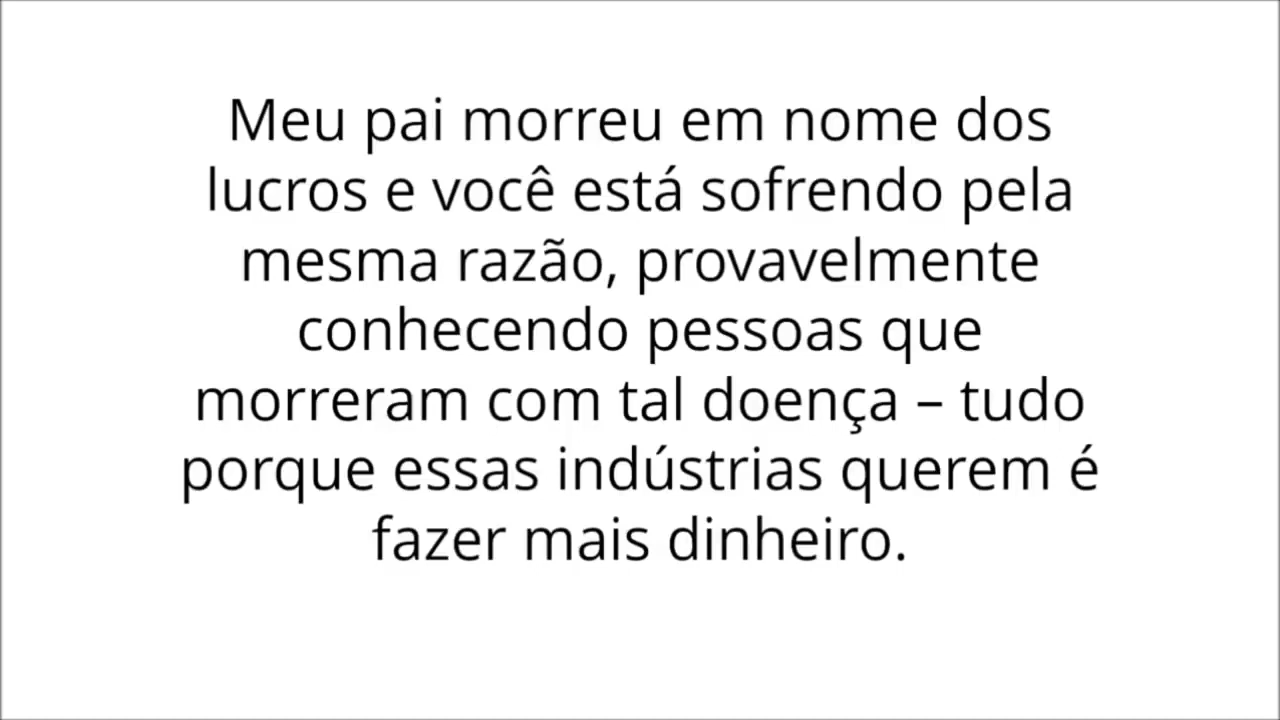 Meu pai morreu em nome dos
lucros e você está sofrendo pela
mesma razão, provavelmente
conhecendo pessoas que
morreram com tal doença – tudo
porque essas indústrias querem é
fazer mais dinheiro.